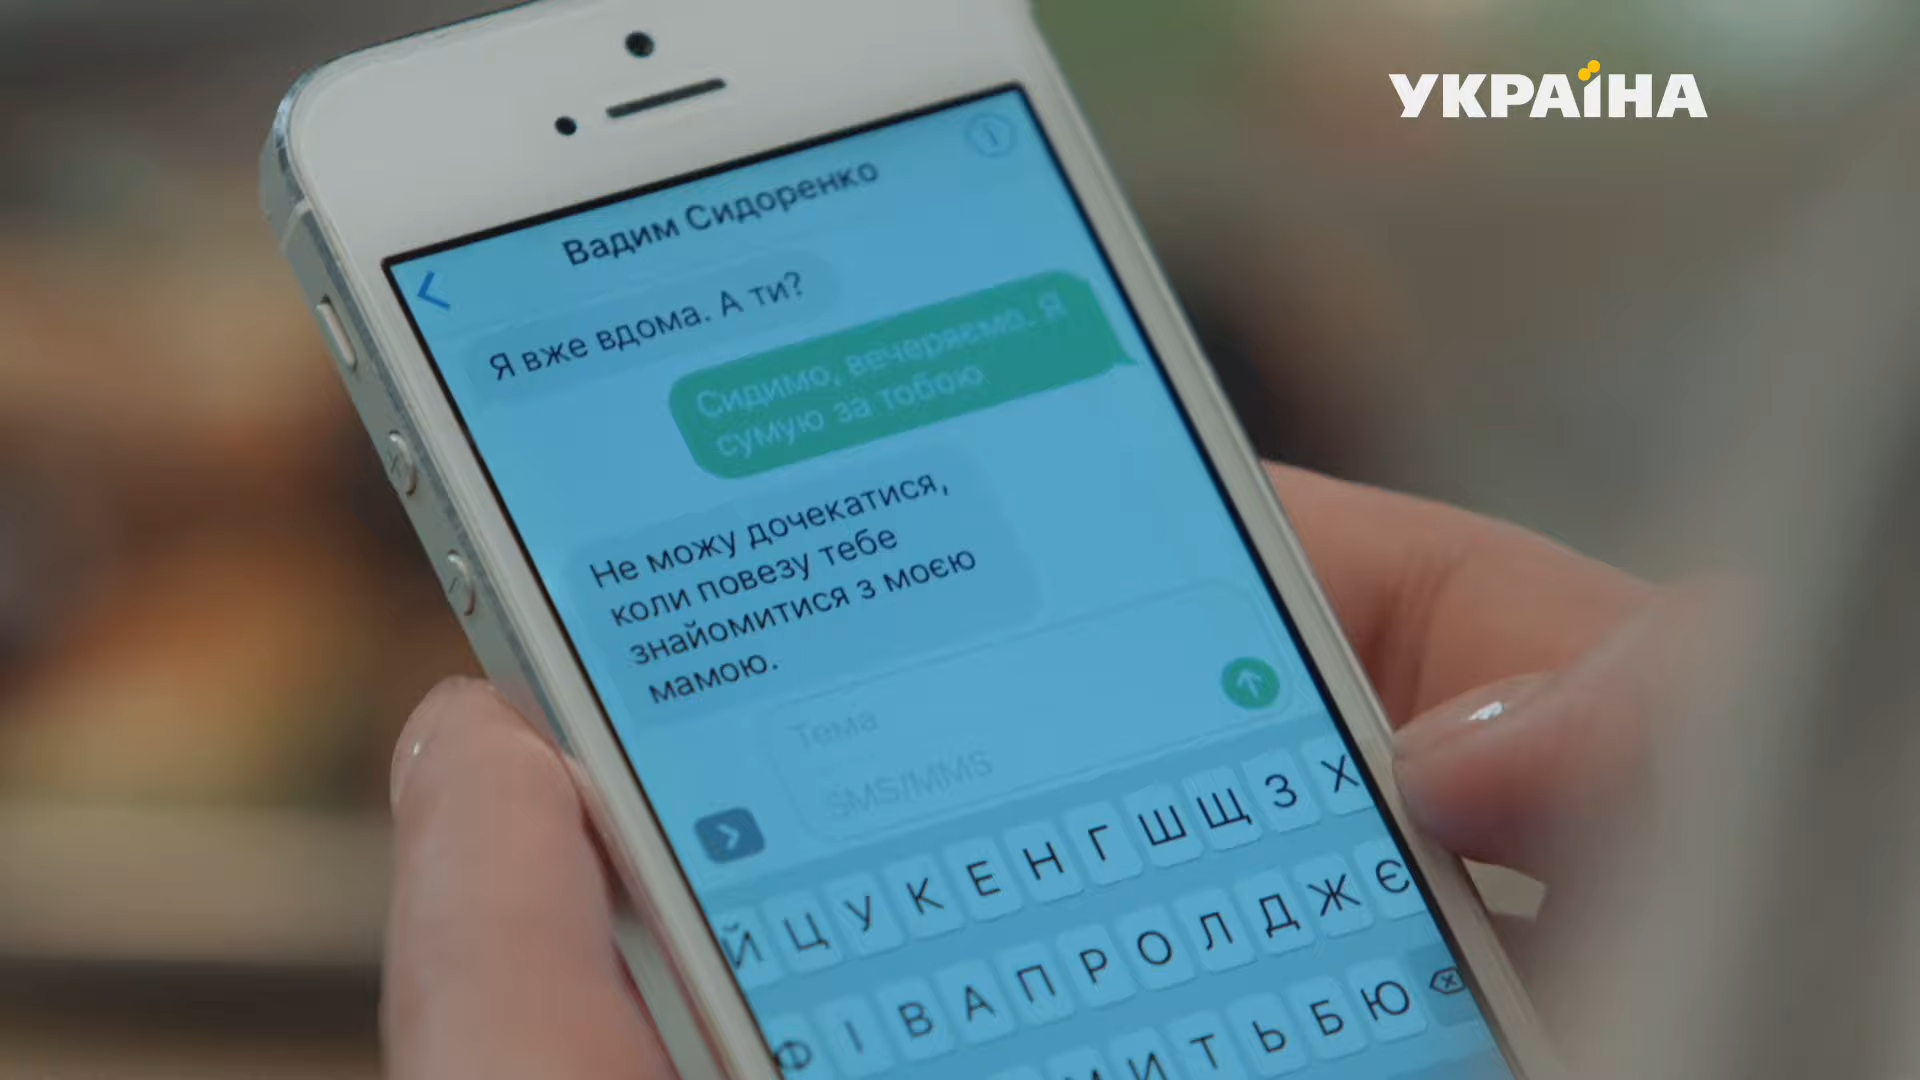 УКРАЇНА
Вадим Сидоренко
Я вже вдома. А ти?
Сидимо, вечеряємо. Я
сумую за тобою
Не можу дочекатися,
коли повезу тебе
знайомитися з моєю
мамою.
Тема
SMS/MMS
Й Ц У К Е Н Г Ш Щ З Х
Ф І В А П Р О Л Д Ж Є
М И Т Ь Б Ю